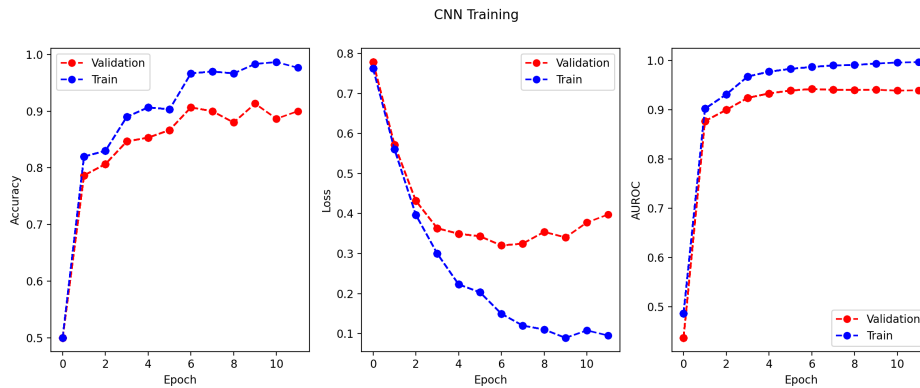 CNN Training
Validation
Train
1.0
0.9
0.8
0.7
0.6
0.5
Accuracy
0 2 4 6 8 10
Epoch
Validation
Train
0.8
0.7
0.6
0.5
0.4
0.3
0.2
0.1
Loss
0 2 4 6 8 10
Epoch
1.0
0.9
0.8
0.7
0.6
0.5
AUROC
Validation
Train
0 2 4 6 8 10
Epoch